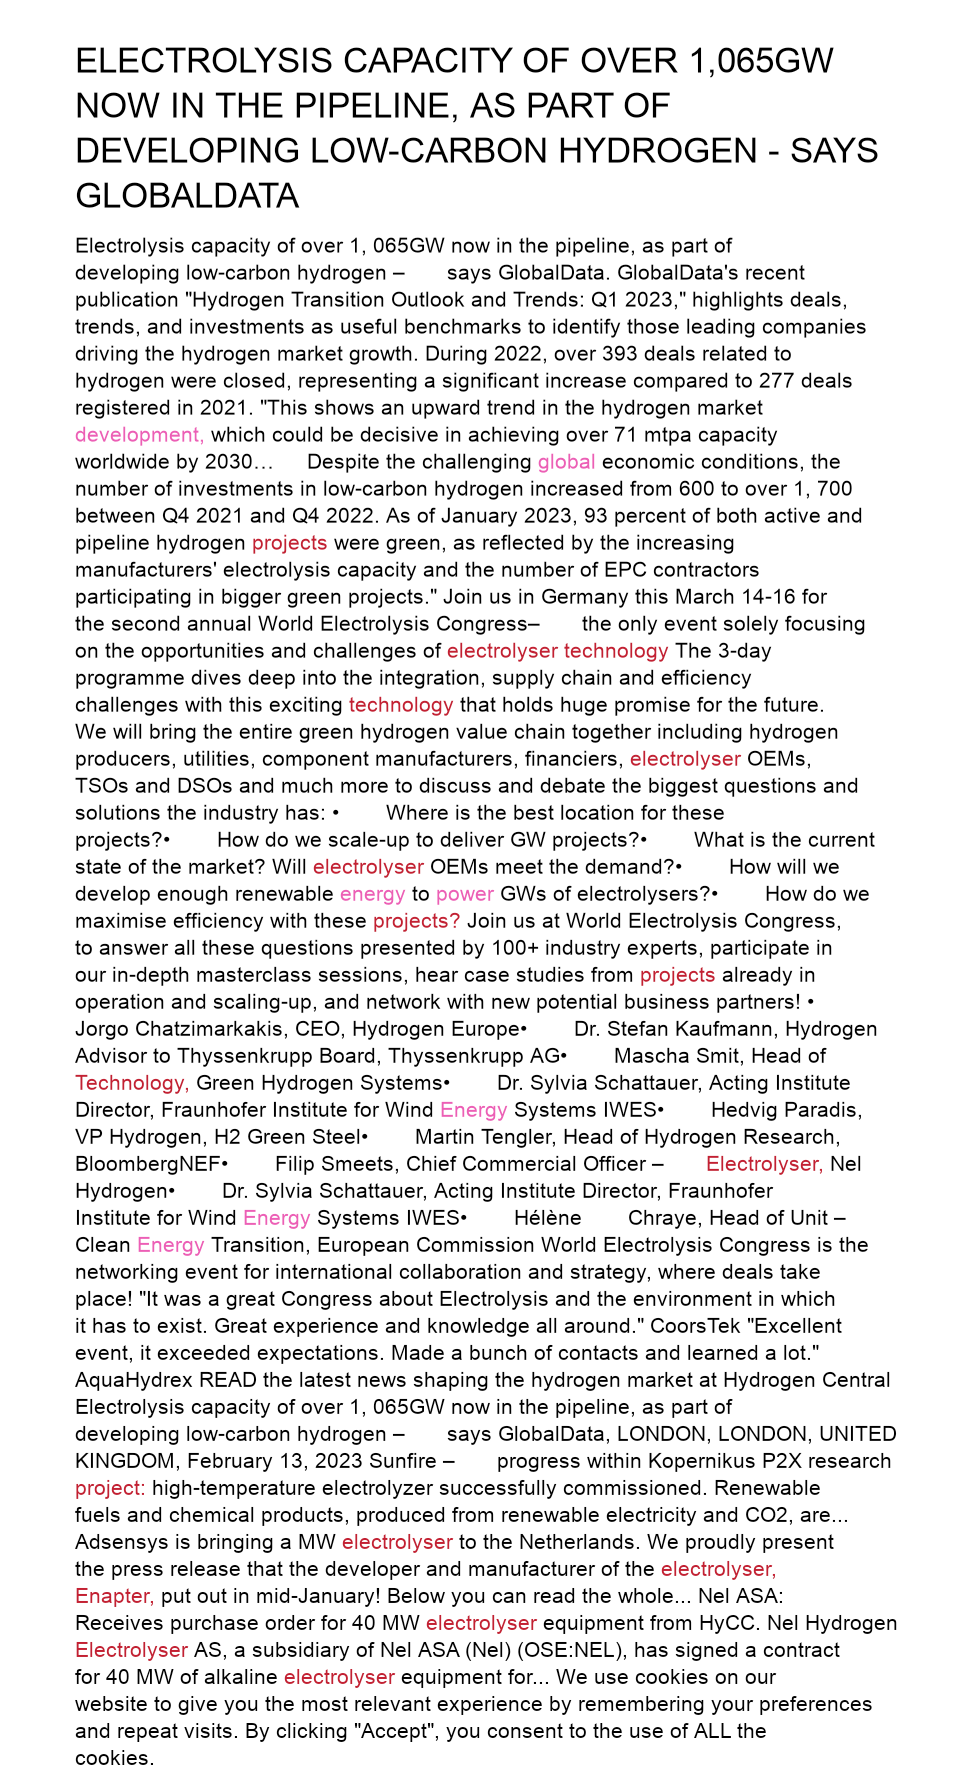 ELECTROLYSIS CAPACITY OF OVER 1,065GW
NOW IN THE PIPELINE, AS PART OF
DEVELOPING LOW-CARBON HYDROGEN - SAYS
GLOBALDATA
Electrolysis capacity of over 1, 065GW now in the pipeline, as part of
developing low-carbon hydrogen – says GlobalData. GlobalData's recent
publication "Hydrogen Transition Outlook and Trends: Q1 2023," highlights deals,
trends, and investments as useful benchmarks to identify those leading companies
driving the hydrogen market growth. During 2022, over 393 deals related to
hydrogen were closed, representing a significant increase compared to 277 deals
registered in 2021. "This shows an upward trend in the hydrogen market
development, which could be decisive in achieving over 71 mtpa capacity
worldwide by 2030… Despite the challenging global economic conditions, the
number of investments in low-carbon hydrogen increased from 600 to over 1, 700
between Q4 2021 and Q4 2022. As of January 2023, 93 percent of both active and
pipeline hydrogen projects were green, as reflected by the increasing
manufacturers' electrolysis capacity and the number of EPC contractors
participating in bigger green projects." Join us in Germany this March 14-16 for
the second annual World Electrolysis Congress– the only event solely focusing
on the opportunities and challenges of electrolyser technology The 3-day
programme dives deep into the integration, supply chain and efficiency
challenges with this exciting technology that holds huge promise for the future.
We will bring the entire green hydrogen value chain together including hydrogen
producers, utilities, component manufacturers, financiers, electrolyser OEMs,
TSOs and DSOs and much more to discuss and debate the biggest questions and
solutions the industry has: • Where is the best location for these
projects?• How do we scale-up to deliver GW projects?• What is the current
state of the market? Will electrolyser OEMs meet the demand?• How will we
develop enough renewable energy to power GWs of electrolysers?• How do we
maximise efficiency with these projects? Join us at World Electrolysis Congress,
to answer all these questions presented by 100+ industry experts, participate in
our in-depth masterclass sessions, hear case studies from projects already in
operation and scaling-up, and network with new potential business partners! •
Jorgo Chatzimarkakis, CEO, Hydrogen Europe• Dr. Stefan Kaufmann, Hydrogen
Advisor to Thyssenkrupp Board, Thyssenkrupp AG• Mascha Smit, Head of
Technology, Green Hydrogen Systems• Dr. Sylvia Schattauer, Acting Institute
Director, Fraunhofer Institute for Wind Energy Systems IWES• Hedvig Paradis,
VP Hydrogen, H2 Green Steel• Martin Tengler, Head of Hydrogen Research,
BloombergNEF• Filip Smeets, Chief Commercial Officer – Electrolyser, Nel
Hydrogen• Dr. Sylvia Schattauer, Acting Institute Director, Fraunhofer
Institute for Wind Energy Systems IWES• Hélène Chraye, Head of Unit –
Clean Energy Transition, European Commission World Electrolysis Congress is the
networking event for international collaboration and strategy, where deals take
place! "It was a great Congress about Electrolysis and the environment in which
it has to exist. Great experience and knowledge all around." CoorsTek "Excellent
event, it exceeded expectations. Made a bunch of contacts and learned a lot."
AquaHydrex READ the latest news shaping the hydrogen market at Hydrogen Central
Electrolysis capacity of over 1, 065GW now in the pipeline, as part of
developing low-carbon hydrogen – says GlobalData, LONDON, LONDON, UNITED
KINGDOM, February 13, 2023 Sunfire – progress within Kopernikus P2X research
project: high-temperature electrolyzer successfully commissioned. Renewable
fuels and chemical products, produced from renewable electricity and CO2, are...
Adsensys is bringing a MW electrolyser to the Netherlands. We proudly present
the press release that the developer and manufacturer of the electrolyser,
Enapter, put out in mid-January! Below you can read the whole... Nel ASA:
Receives purchase order for 40 MW electrolyser equipment from HyCC. Nel Hydrogen
Electrolyser AS, a subsidiary of Nel ASA (Nel) (OSE:NEL), has signed a contract
for 40 MW of alkaline electrolyser equipment for... We use cookies on our
website to give you the most relevant experience by remembering your preferences
and repeat visits. By clicking "Accept", you consent to the use of ALL the
cookies.